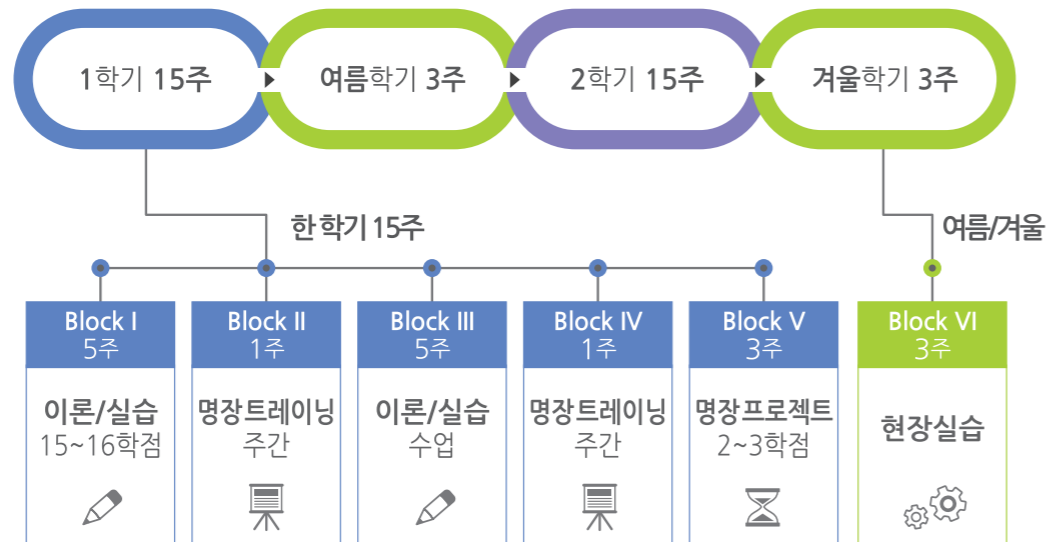 1학기 15주
여름학기 3주
2학기 15주
겨울학기 3주
한 학기 15주
여름/겨울
Block I
5주
이론/실습
15~16학점
Block II
1주
명장트레이닝
주간
Block III
5주
이론/실습
수업
Block IV
1주
명장트레이닝
주간
Block V
3주
명장프로젝트
2~3학점
Block VI
3주
현장실습